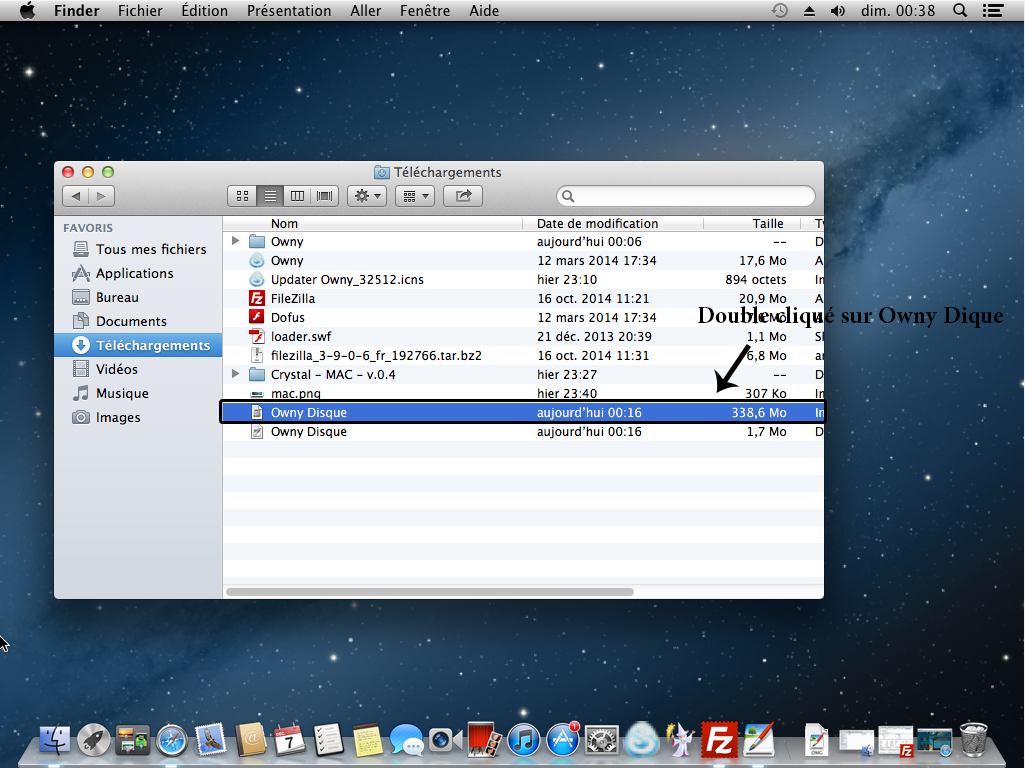 Finder Fichier Édition Présentation Aller Fenêtre Aide dim. 00:38
Téléchargements
FAVORIS
Tous mes fichiers
Applications
Bureau
Documents
Téléchargements
Vidéos
Musique
Images
Nom Date de modification Taille
Owny aujourd'hui 00:06 -- D
Owny 12 mars 2014 17:34 17,6 Mo A
Updater Owny_32512.icns hier 23:10 894 octets In
FileZilla 16 oct. 2014 11:21 20,9 Mo A
Dofus 12 mars 2014 17:34
Double cliqué sur Owny Dique
loader.swf 21 déc. 2013 20:39 1,1 Mo
filezilla_3-9-0-6_fr_192766.tar.bz2 16 oct. 2014 11:31 6,8 Mo
Crystal - MAC - v.0.4 hier 23:27 -- D
mac.png hier 23:40 307 Ko
Owny Disque aujourd'hui 00:16 338,6 Mo In
Owny Disque aujourd'hui 00:16 1,7 Mo D
7
1
Fz